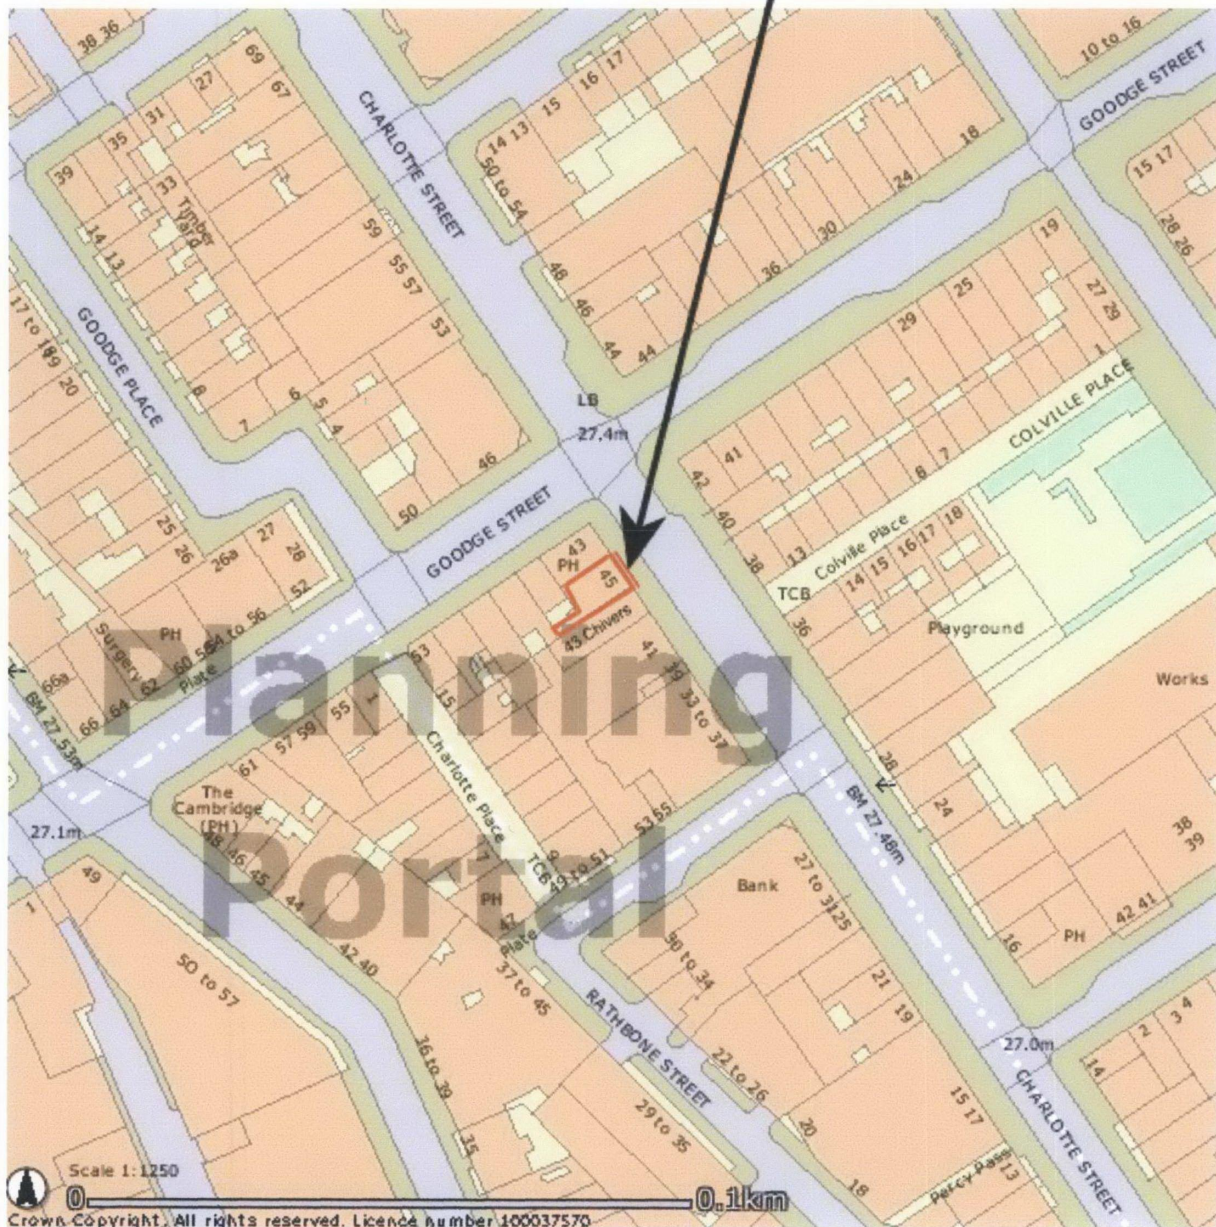 38 36
69
27
67
31
35
39
33
Timber
Yard
14
13
CHARLOTTE STREET
59
55 57
53
16 17
15
14 13
50 to 54
48
46
44
44
36
30
24
18
10 to 16
GOODGE STREET
15 17
28 26
19
27 29
25
29
1
COLVILLE PLACE
17 to 18
19
20
GOODGE PLACE
8
7
6
5
4
LB
27.4m
46
50
41
42
40
38
13
6
7
Colville Place
14 15
16 17
18
TCB
36
Playground
Works
GOODGE STREET
43
PH
45
43 Chivers
41
39
33 to 37
25
26
26a
27
28
52
PH
Surgery
54 to 56
60
62
64
66
66a
Plate
BM 27.53m
Planning
Portal
53
15
1
55
57 59
61
The
Cambridge
(PH)
48 46
45
44
42 40
27.1m
49
1
50 to 57
Charlotte Place
TCB
9
7
49 to 51
53 55
PH
47
Plate
37 to 45
36 to 39
35
RATHBONE STREET
29 to 35
22 to 26
20
18
30 to 34
Bank
27 to 31
25
21
19
15 17
13
Percy Pass
BM 27.48m
28
24
38
39
42 41
16
PH
27.0m
14
2
3 4
CHARLOTTE STREET
Scale 1:1250
0
0.1km
Crown Copyright. All rights reserved. Licence number 100037570